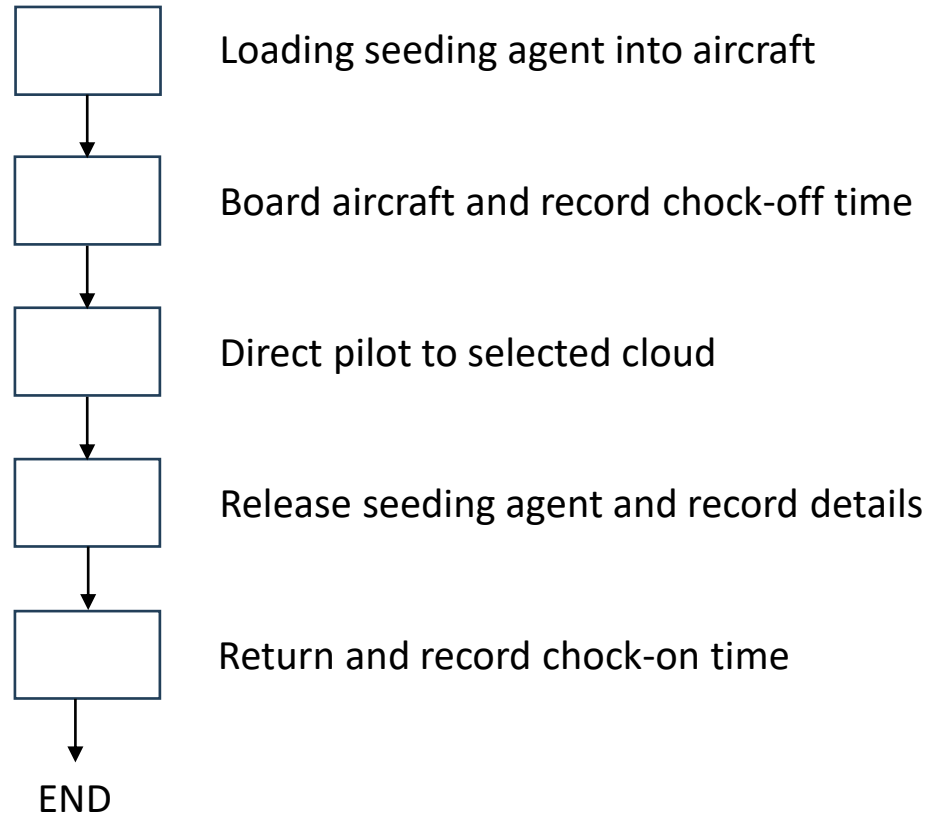 Loading seeding agent into aircraft
Board aircraft and record chock-off time
Direct pilot to selected cloud
Release seeding agent and record details
Return and record chock-on time
END